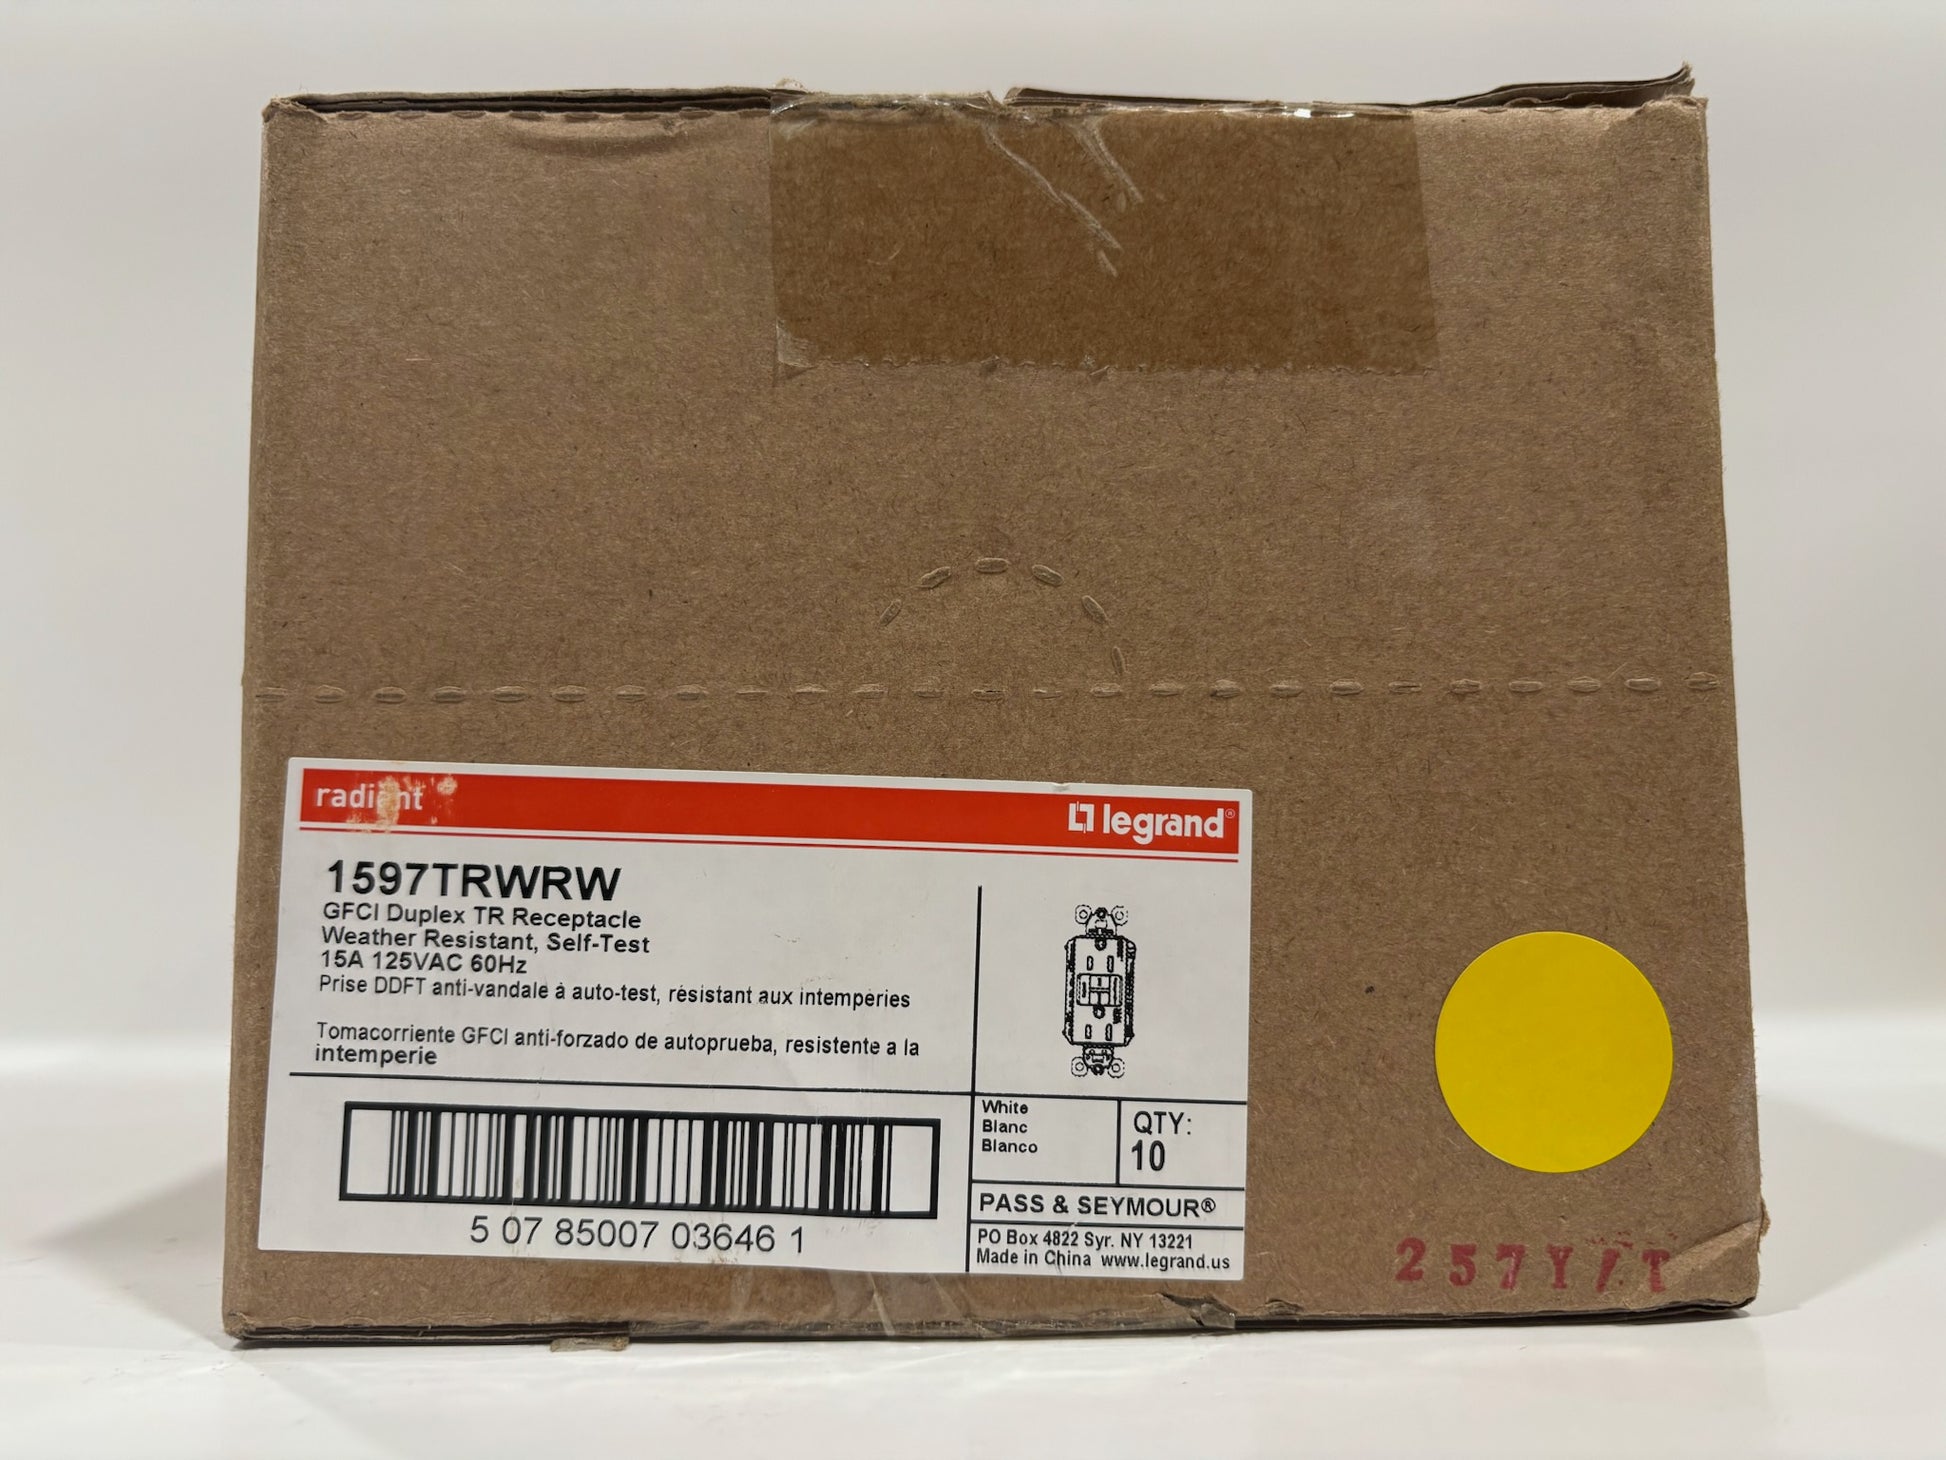 radiant
legrand®
1597TRWRW
GFCI Duplex TR Receptacle
Weather Resistant, Self-Test
15A 125VAC 60Hz
Prise DDFT anti-vandale à auto-test, résistant aux intempéries
Tomacorriente GFCI anti-forzado de autoprueba, resistente a la
intemperie
WR
5 07 85007 03646 1
White
Blanc
Blanco
QTY:
10
PASS & SEYMOUR®
PO Box 4822 Syr. NY 13221
Made in China www.legrand.us
257Y/T